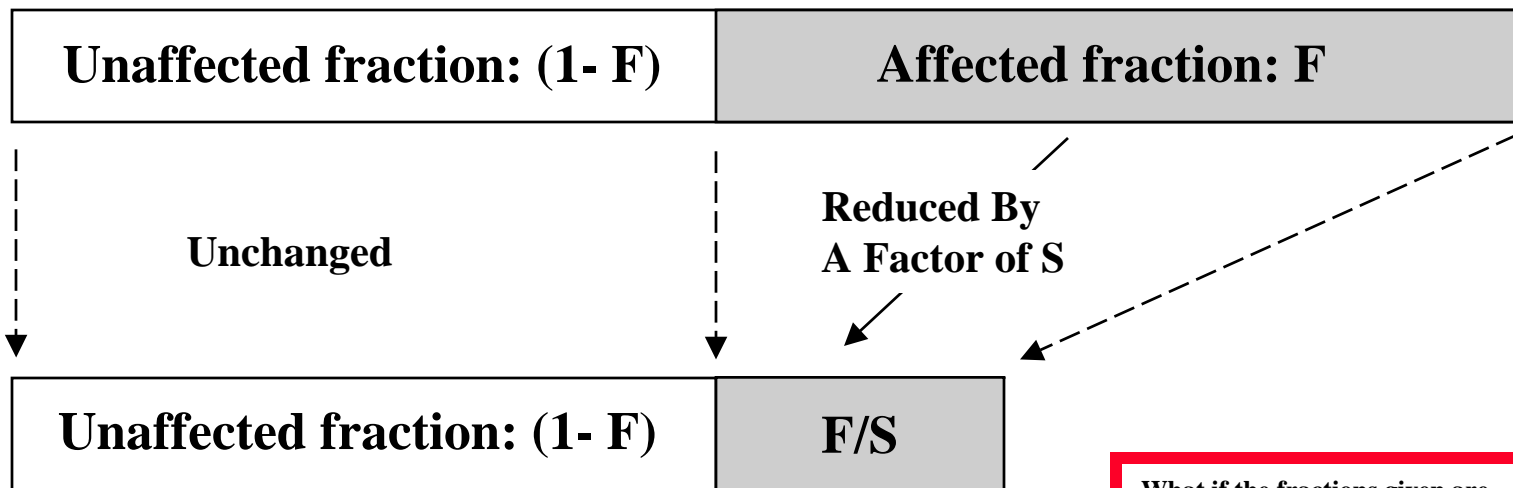 Unaffected fraction: (1- F)
Affected fraction: F
Unchanged
Reduced By
A Factor of S
Unaffected fraction: (1- F)
F/S
What if the fractions given are